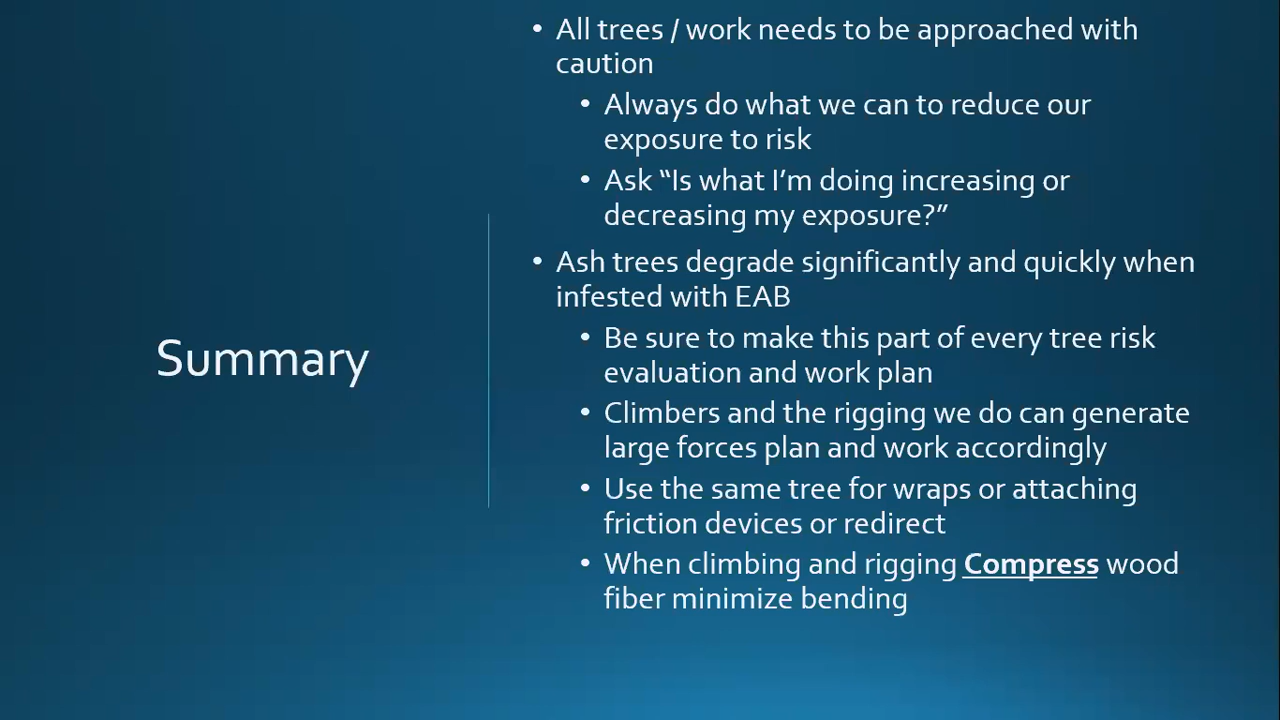 Summary
• All trees / work needs to be approached with
caution
• Always do what we can to reduce our
exposure to risk
• Ask “Is what I’m doing increasing or
decreasing my exposure?”
• Ash trees degrade significantly and quickly when
infested with EAB
• Be sure to make this part of every tree risk
evaluation and work plan
• Climbers and the rigging we do can generate
large forces plan and work accordingly
• Use the same tree for wraps or attaching
friction devices or redirect
• When climbing and rigging Compress wood
fiber minimize bending